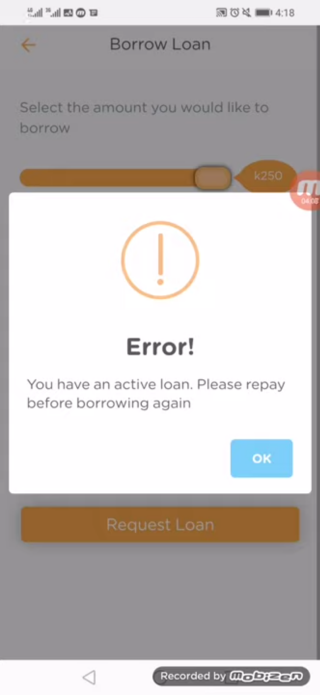 4:18
Borrow Loan
Select the amount you would like to
borrow
k250
04:08
Error!
You have an active loan. Please repay
before borrowing again
OK
Request Loan
Recorded by mobizen